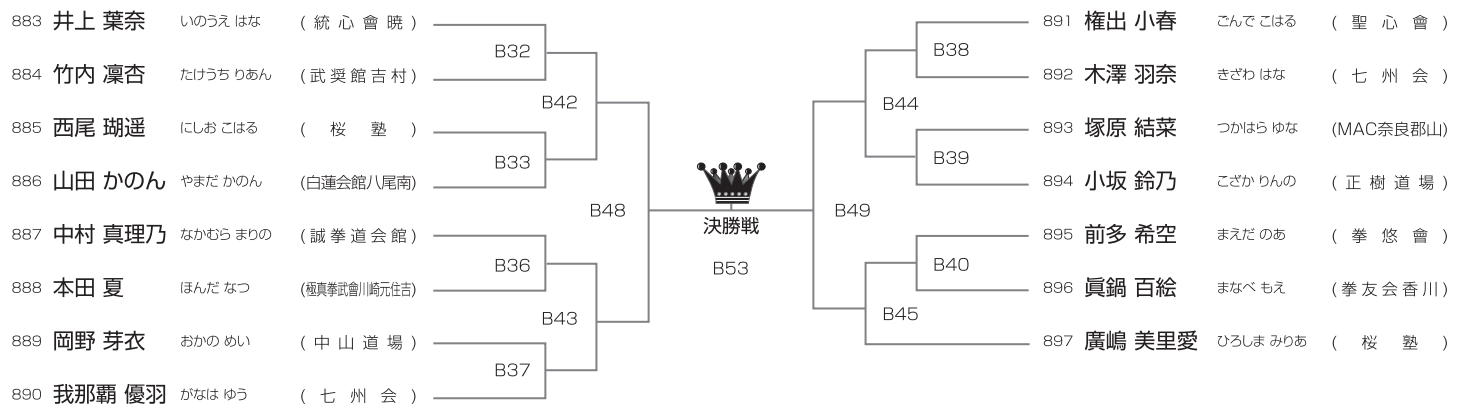 883 井上 葉奈 いのうえ はな (統心會暁)
B32
884 竹内 凜杏 たけうち りあん (武奨館吉村)
B42
885 西尾 瑚遥 にしお こはる (桜塾)
B33
886 山田 かのん やまだ かのん (白蓮会館八尾南)
B48
887 中村 真理乃 なかむら まりの (誠拳道会館)
B36
888 本田 夏 ほんだ なつ (極真拳武會川崎元住吉)
B43
889 岡野 芽衣 おかの めい (中山道場)
B37
890 我那覇 優羽 がなは ゆう (七州会)
決勝戦
B53
891 権出 小春 ごんで こはる (聖心會)
B38
892 木澤 羽奈 きざわ はな (七州会)
B44
893 塚原 結菜 つかはら ゆな (MAC奈良郡山)
B39
894 小坂 鈴乃 こざか りんの (正樹道場)
B49
895 前多 希空 まえだ のあ (拳悠會)
B40
896 眞鍋 百絵 まなべ もえ (拳友会香川)
B45
897 廣嶋 美里愛 ひろしま みりあ (桜塾)